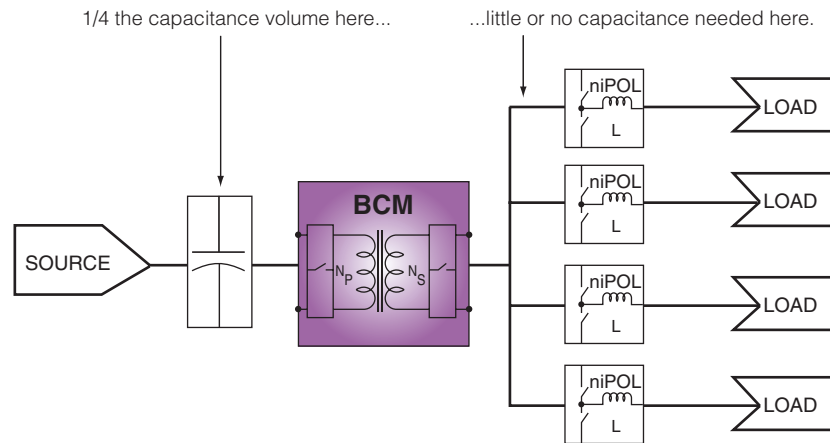 1/4 the capacitance volume here...
...little or no capacitance needed here.
niPOL
L
LOAD
niPOL
L
LOAD
BCM
SOURCE
NP
NS
niPOL
L
LOAD
niPOL
L
LOAD